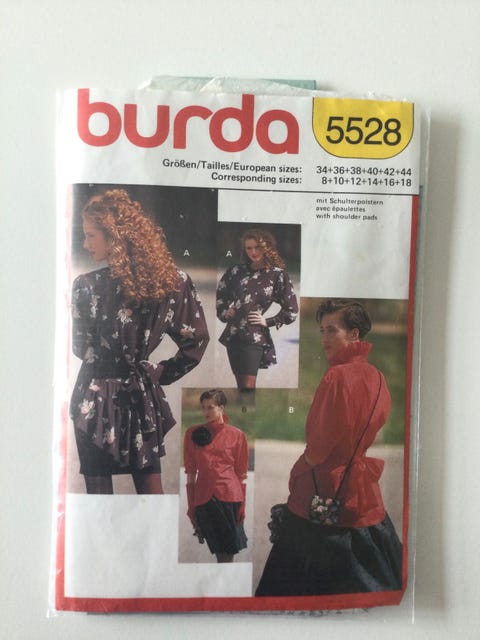 burda
5528
Größen/Tailles/European sizes: 34+36+38+40+42+44
Corresponding sizes: 8+10+12+14+16+18
mit Schulterpolstern
avec épaulettes
with shoulder pads
A
A
B
B